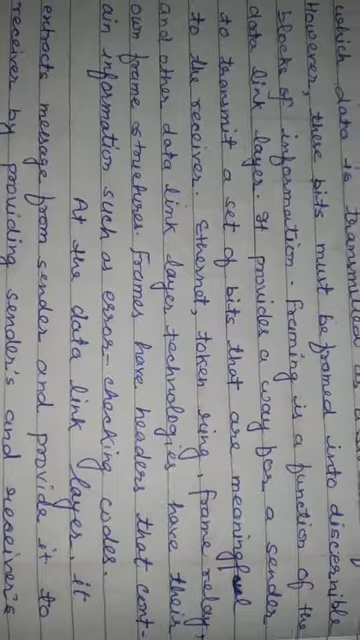 which data is transmitted
However, these bits must be framed into discernible
blocks of information. Framing is a function of the
data link layer. It provides a way for a sender
to transmit a set of bits that are meaningful
to the receiver. Ethernet, token ring, frame relay,
and other data link layer technologies have their
own frame structures. Frames have headers that cont-
ain information such as error-checking codes.
At the data link layer, it
extracts message from sender and provide it to
receiver by providing sender's and receiver's